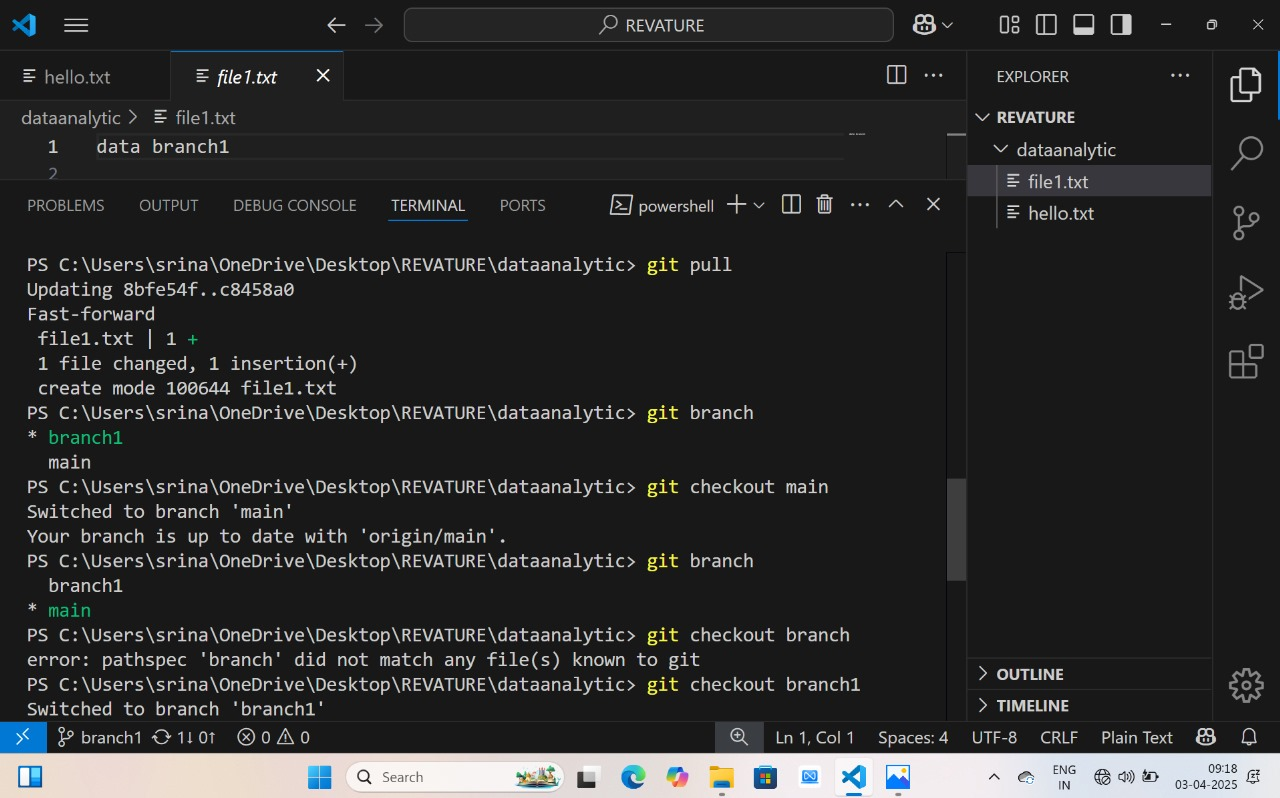 REVATURE
hello.txt
file1.txt
dataanalytic > file1.txt
1 data branch1
2
PROBLEMS OUTPUT DEBUG CONSOLE TERMINAL PORTS powershell
PS C:\Users\srina\OneDrive\Desktop\REVATURE\dataanalytic> git pull
Updating 8bfe54f..c8458a0
Fast-forward
 file1.txt | 1 +
 1 file changed, 1 insertion(+)
 create mode 100644 file1.txt
PS C:\Users\srina\OneDrive\Desktop\REVATURE\dataanalytic> git branch
* branch1
  main
PS C:\Users\srina\OneDrive\Desktop\REVATURE\dataanalytic> git checkout main
Switched to branch 'main'
Your branch is up to date with 'origin/main'.
PS C:\Users\srina\OneDrive\Desktop\REVATURE\dataanalytic> git branch
  branch1
* main
PS C:\Users\srina\OneDrive\Desktop\REVATURE\dataanalytic> git checkout branch
error: pathspec 'branch' did not match any file(s) known to git
PS C:\Users\srina\OneDrive\Desktop\REVATURE\dataanalytic> git checkout branch1
Switched to branch 'branch1'
EXPLORER
REVATURE
dataanalytic
file1.txt
hello.txt
OUTLINE
TIMELINE
branch1 1↓ 0↑ 0 0 Ln 1, Col 1 Spaces: 4 UTF-8 CRLF Plain Text
Search
ENG
IN
09:18
03-04-2025